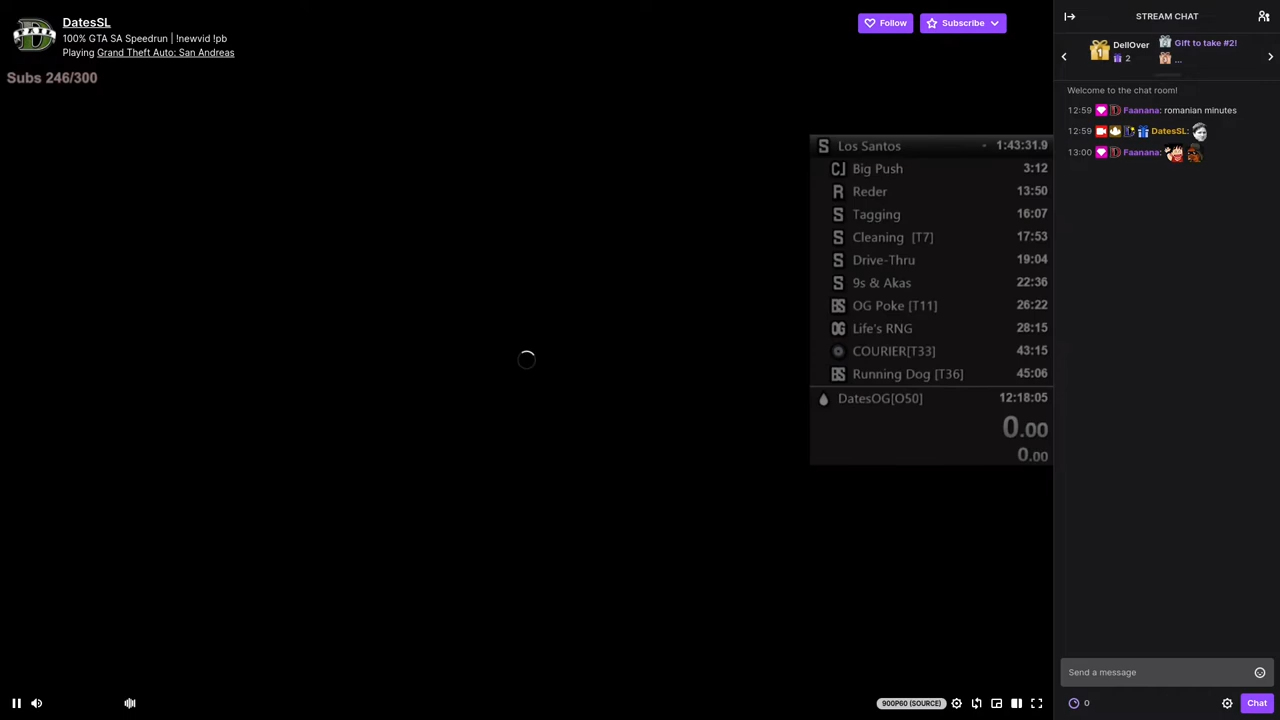 DatesSL
100% GTA SA Speedrun | !newvid !pb
Playing Grand Theft Auto: San Andreas
Follow
Subscribe
Subs 246/300
S Los Santos - 1:43:31.9
CJ Big Push 3:12
R Reder 13:50
S Tagging 16:07
S Cleaning [T7] 17:53
S Drive-Thru 19:04
S 9s & Akas 22:36
BS OG Poke [T11] 26:22
OG Life's RNG 28:15
COURIER[T33] 43:15
BS Running Dog [T36] 45:06
DatesOG[O50] 12:18:05
0.00
0.00
900P60 (SOURCE)
STREAM CHAT
1 DellOver
2
Gift to take #2!
...
Welcome to the chat room!
12:59 Faanana: romanian minutes
12:59 DatesSL:
13:00 Faanana:
Send a message
0
Chat